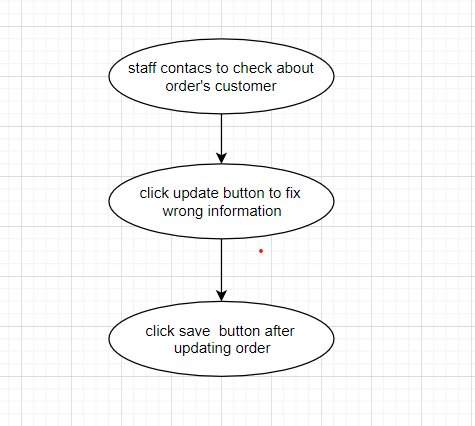 staff contacs to check about
order's customer
click update button to fix
wrong information
click save  button after
updating order